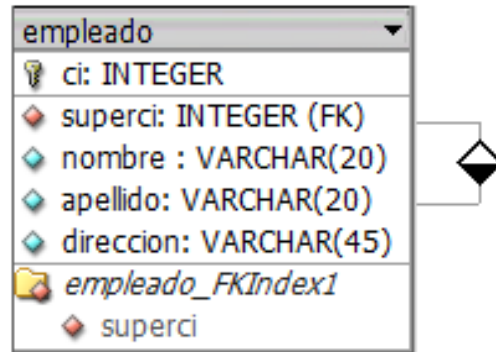 empleado
ci: INTEGER
superci: INTEGER (FK)
nombre : VARCHAR(20)
apellido: VARCHAR(20)
direccion: VARCHAR(45)
empleado_FKIndex1
superci